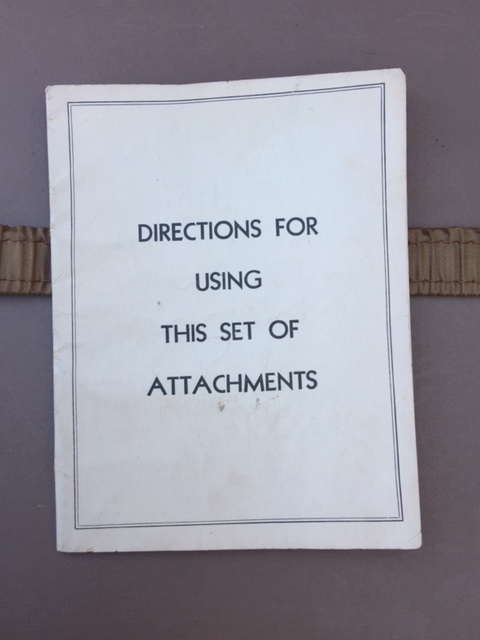 DIRECTIONS FOR
USING
THIS SET OF
ATTACHMENTS